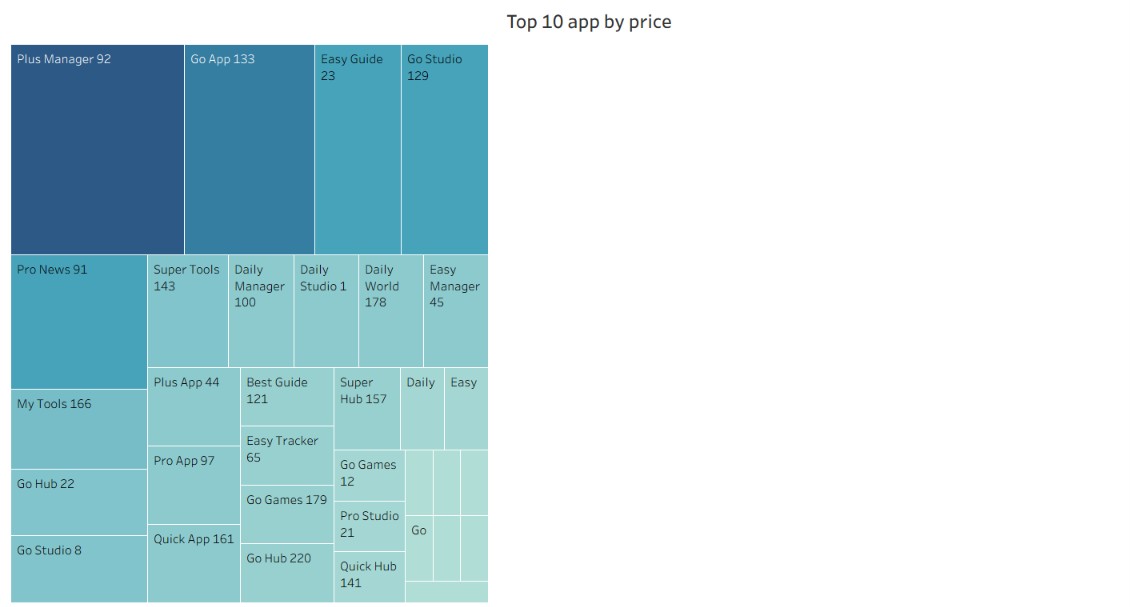 Top 10 app by price
Plus Manager 92
Go App 133
Easy Guide
23
Go Studio
129
Pro News 91
Super Tools
143
Daily
Manager
100
Daily
Studio 1
Daily
World
178
Easy
Manager
45
My Tools 166
Go Hub 22
Go Studio 8
Plus App 44
Pro App 97
Quick App 161
Best Guide
121
Easy Tracker
65
Go Games 179
Go Hub 220
Super
Hub 157
Daily
Easy
Go Games
12
Pro Studio
21
Quick Hub
141
Go